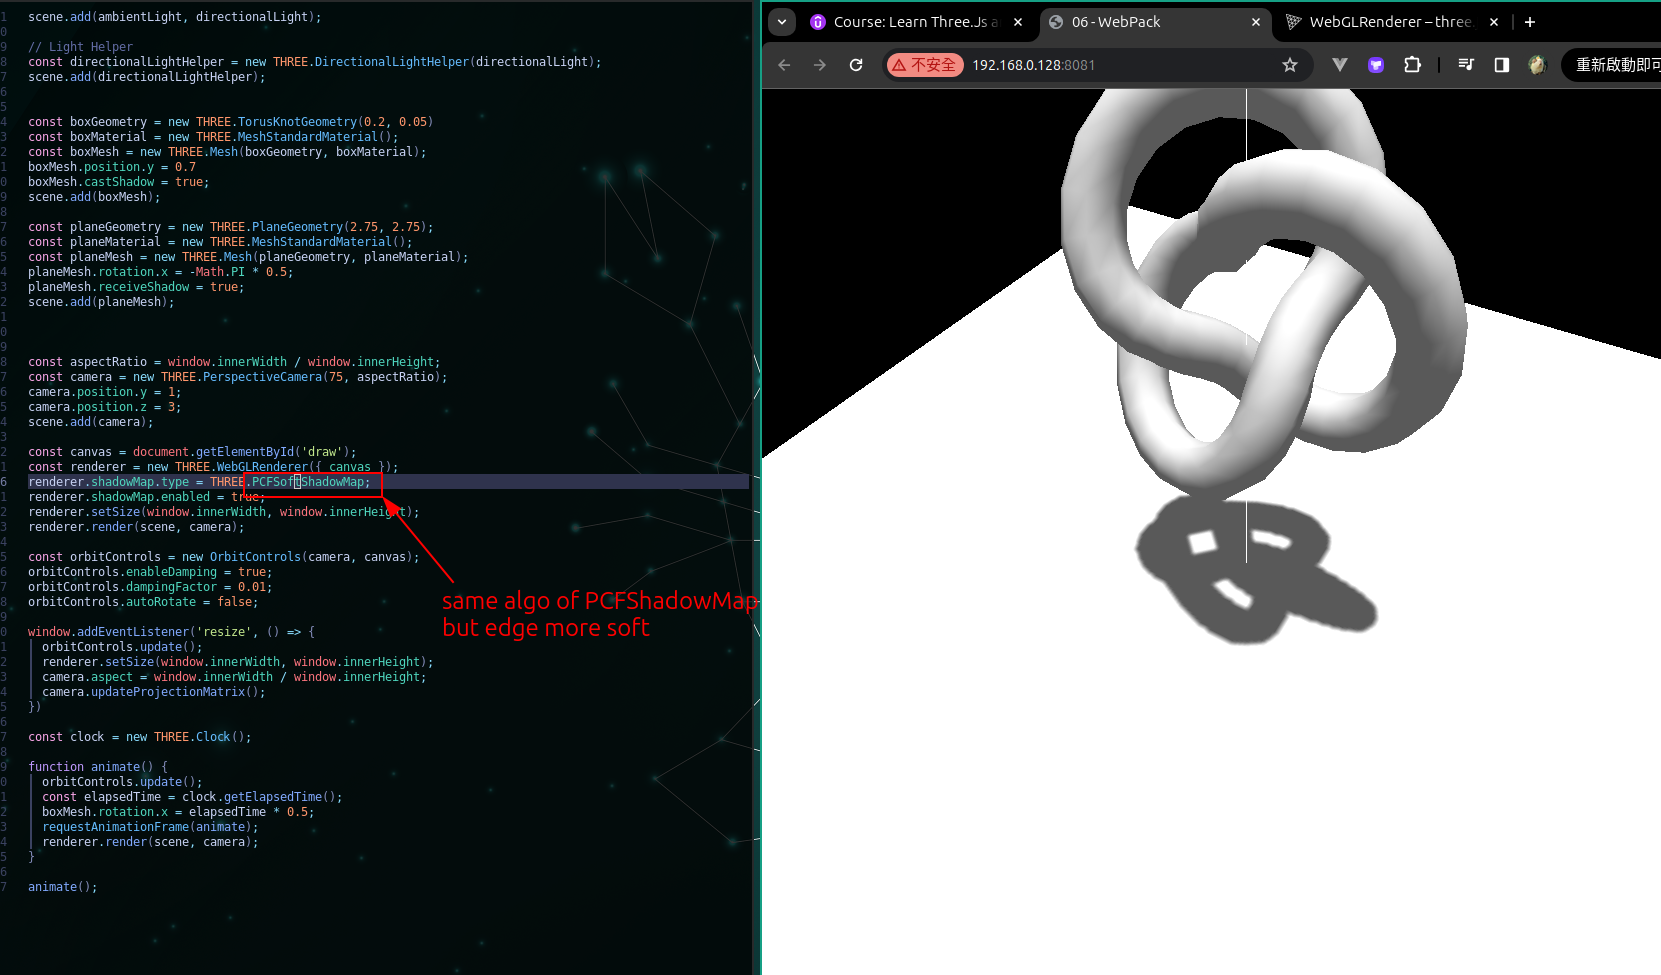 scene.add(ambientLight, directionalLight);
// Light Helper
const directionalLightHelper = new THREE.DirectionalLightHelper(directionalLight);
scene.add(directionalLightHelper);
const boxGeometry = new THREE.TorusKnotGeometry(0.2, 0.05)
const boxMaterial = new THREE.MeshStandardMaterial();
const boxMesh = new THREE.Mesh(boxGeometry, boxMaterial);
boxMesh.position.y = 0.7
boxMesh.castShadow = true;
scene.add(boxMesh);
const planeGeometry = new THREE.PlaneGeometry(2.75, 2.75);
const planeMaterial = new THREE.MeshStandardMaterial();
const planeMesh = new THREE.Mesh(planeGeometry, planeMaterial);
planeMesh.rotation.x = -Math.PI * 0.5;
planeMesh.receiveShadow = true;
scene.add(planeMesh);
const aspectRatio = window.innerWidth / window.innerHeight;
const camera = new THREE.PerspectiveCamera(75, aspectRatio);
camera.position.y = 1;
camera.position.z = 3;
scene.add(camera);
const canvas = document.getElementById('draw');
const renderer = new THREE.WebGLRenderer({ canvas });
renderer.shadowMap.type = THREE.PCFSoftShadowMap;
renderer.shadowMap.enabled = true;
renderer.setSize(window.innerWidth, window.innerHeight);
renderer.render(scene, camera);
const orbitControls = new OrbitControls(camera, canvas);
orbitControls.enableDamping = true;
orbitControls.dampingFactor = 0.01;
orbitControls.autoRotate = false;
window.addEventListener('resize', () => {
orbitControls.update();
renderer.setSize(window.innerWidth, window.innerHeight);
camera.aspect = window.innerWidth / window.innerHeight;
camera.updateProjectionMatrix();
})
const clock = new THREE.Clock();
function animate() {
orbitControls.update();
const elapsedTime = clock.getElapsedTime();
boxMesh.rotation.x = elapsedTime * 0.5;
requestAnimationFrame(animate);
renderer.render(scene, camera);
}
animate();
same algo of PCFShadowMap
but edge more soft
Course: Learn Three.Js a
06 - WebPack
WebGLRenderer – three.
不安全 192.168.0.128:8081
重新啟動即可